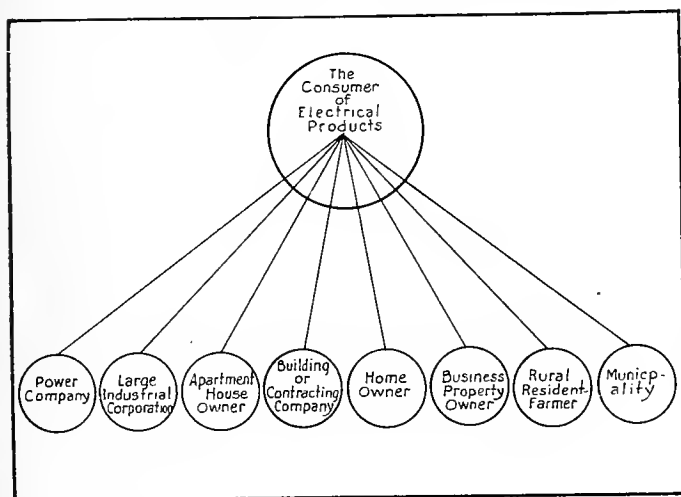 The
Consumer
of
Electrical
Products
Power
Company
Large
Industrial
Corporation
Apartment
House
Owner
Building
or
Contracting
Company
Home
Owner
Business
Property
Owner
Rural
Resident-
Farmer
Municp-
ality